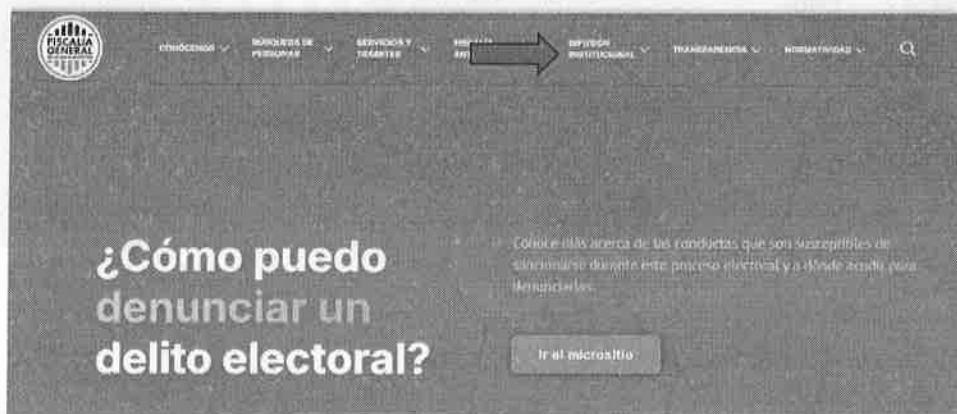 FISCALÍA
GENERAL
CONÓCENOS
BÚSQUEDA DE
PERSONAS
SERVICIOS Y
TRÁMITES
DIFUSIÓN
INSTITUCIONAL
TRANSPARENCIA
NORMATIVIDAD
¿Cómo puedo
denunciar un
delito electoral?
Conoce más acerca de las conductas que son susceptibles de
sancionarse durante este proceso electoral y a dónde acudir para
denunciarlas.
Ir al micrositio